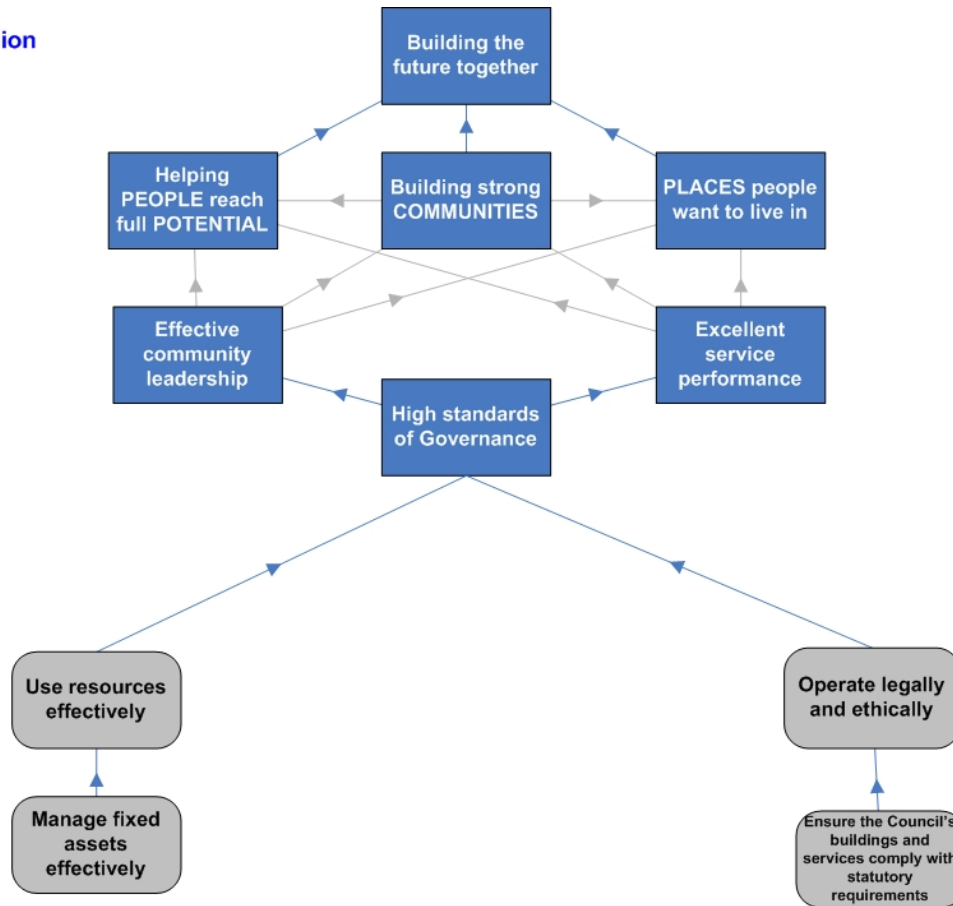 ion
Building the
future together
Helping
PEOPLE reach
full POTENTIAL
Building strong
COMMUNITIES
PLACES people
want to live in
Effective
community
leadership
Excellent
service
performance
High standards
of Governance
Use resources
effectively
Operate legally
and ethically
Manage fixed
assets
effectively
Ensure the Council's
buildings and
services comply with
statutory
requirements